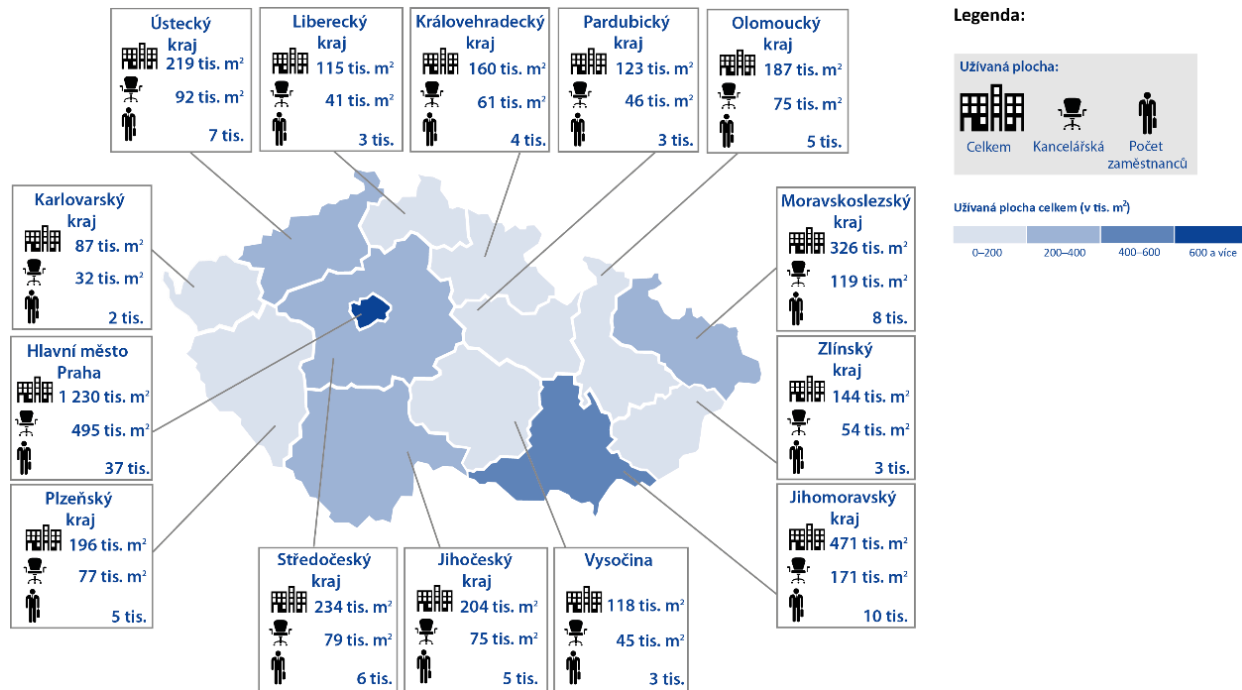 Ústecký
kraj
219 tis. m²
92 tis. m²
7 tis.
Liberecký
kraj
115 tis. m²
41 tis. m²
3 tis.
Královehradecký
kraj
160 tis. m²
61 tis. m²
4 tis.
Pardubický
kraj
123 tis. m²
46 tis. m²
3 tis.
Olomoucký
kraj
187 tis. m²
75 tis. m²
5 tis.
Legenda:
Užívaná plocha:
Celkem
Kancelářská
Počet
zaměstnanců
Užívaná plocha celkem (v tis. m²)
0–200
200–400
400–600
600 a více
Karlovarský
kraj
87 tis. m²
32 tis. m²
2 tis.
Hlavní město
Praha
1 230 tis. m²
495 tis. m²
37 tis.
Plzeňský
kraj
196 tis. m²
77 tis. m²
5 tis.
Moravskoslezský
kraj
326 tis. m²
119 tis. m²
8 tis.
Zlínský
kraj
144 tis. m²
54 tis. m²
3 tis.
Jihomoravský
kraj
471 tis. m²
171 tis. m²
10 tis.
Středočeský
kraj
234 tis. m²
79 tis. m²
6 tis.
Jihočeský
kraj
204 tis. m²
75 tis. m²
5 tis.
Vysočina
118 tis. m²
45 tis. m²
3 tis.